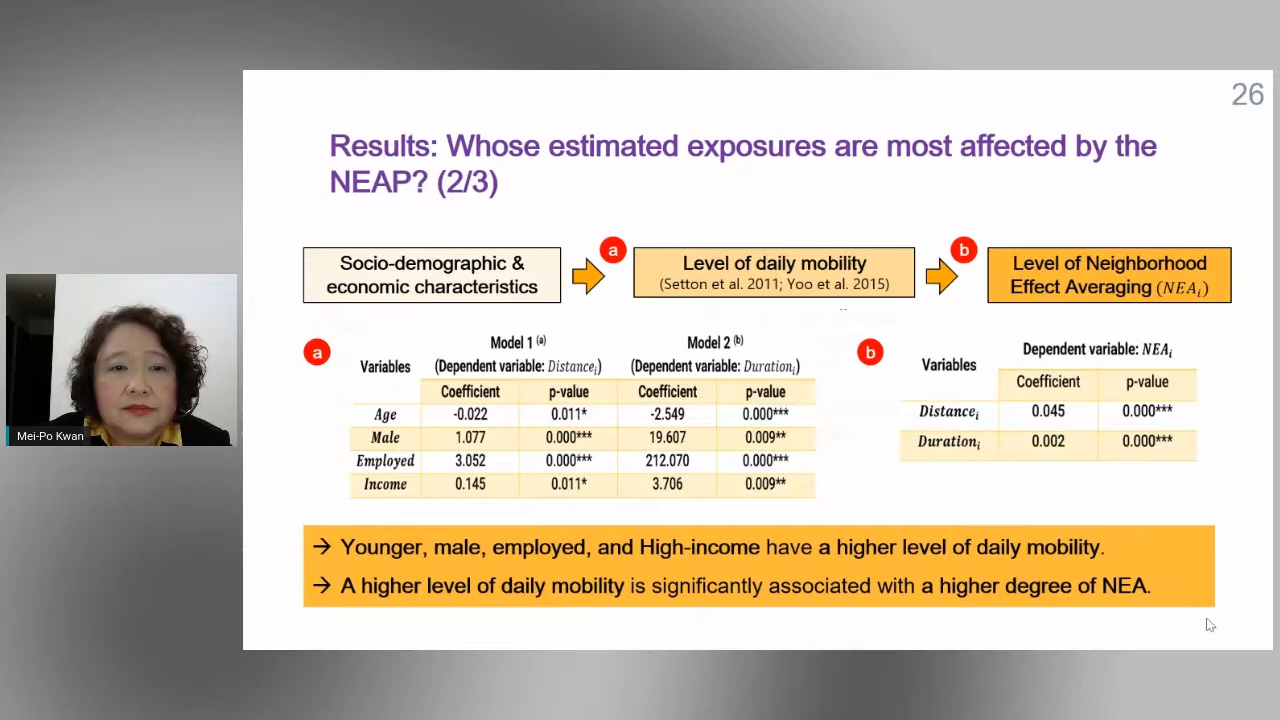 26
Results: Whose estimated exposures are most affected by the
NEAP? (2/3)
Socio-demographic &
economic characteristics
a
Level of daily mobility
(Setton et al. 2011; Yoo et al. 2015)
b
Level of Neighborhood
Effect Averaging (NEAᵢ)
a
Variables
Model 1 (a)
(Dependent variable: Distanceᵢ)
Model 2 (b)
(Dependent variable: Durationᵢ)
Coefficient p-value Coefficient p-value
Age -0.022 0.011* -2.549 0.000***
Male 1.077 0.000*** 19.607 0.009**
Employed 3.052 0.000*** 212.070 0.000***
Income 0.145 0.011* 3.706 0.009**
b
Variables
Dependent variable: NEAᵢ
Coefficient p-value
Distanceᵢ 0.045 0.000***
Durationᵢ 0.002 0.000***
→ Younger, male, employed, and High-income have a higher level of daily mobility.
→ A higher level of daily mobility is significantly associated with a higher degree of NEA.
Mei-Po Kwan